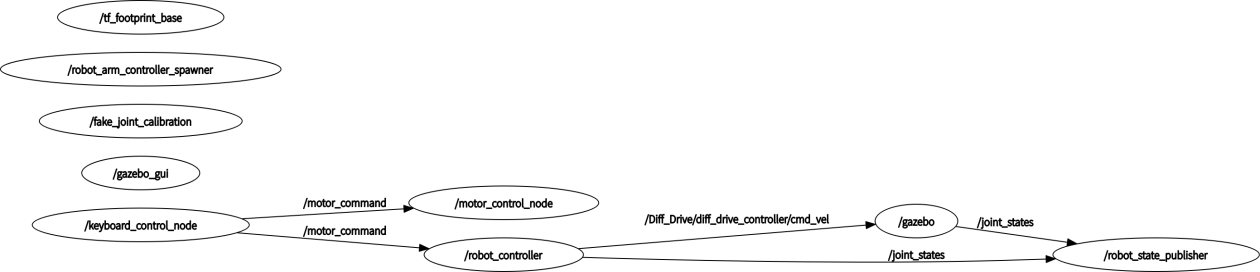 /tf_footprint_base
/robot_arm_controller_spawner
/fake_joint_calibration
/gazebo_gui
/keyboard_control_node
/motor_command
/motor_command
/motor_control_node
/robot_controller
/Diff_Drive/diff_drive_controller/cmd_vel
/joint_states
/gazebo
/joint_states
/robot_state_publisher